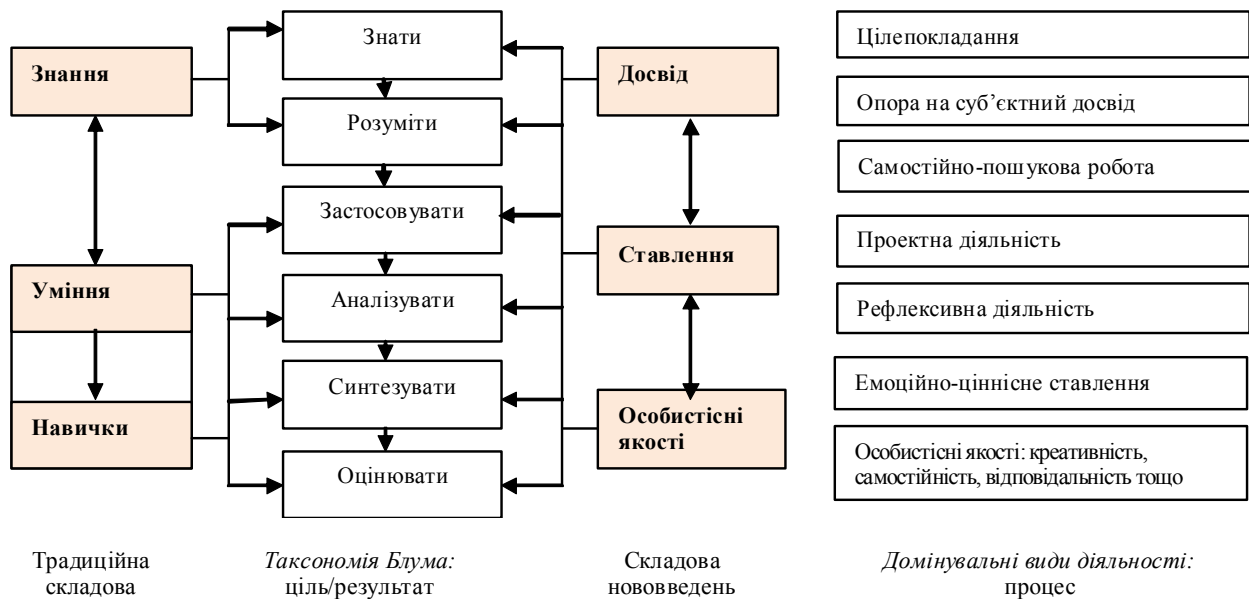 Знання
Уміння
Навички
Традиційна
складова
Знати
Розуміти
Застосовувати
Аналізувати
Синтезувати
Оцінювати
Таксономія Блума:
ціль/результат
Досвід
Ставлення
Особистісні
якості
Складова
нововведень
Цілепокладання
Опора на суб’єктний досвід
Самостійно-пошукова робота
Проектна діяльність
Рефлексивна діяльність
Емоційно-ціннісне ставлення
Особистісні якості: креативність,
самостійність, відповідальність тощо
Домінувальні види діяльності:
процес